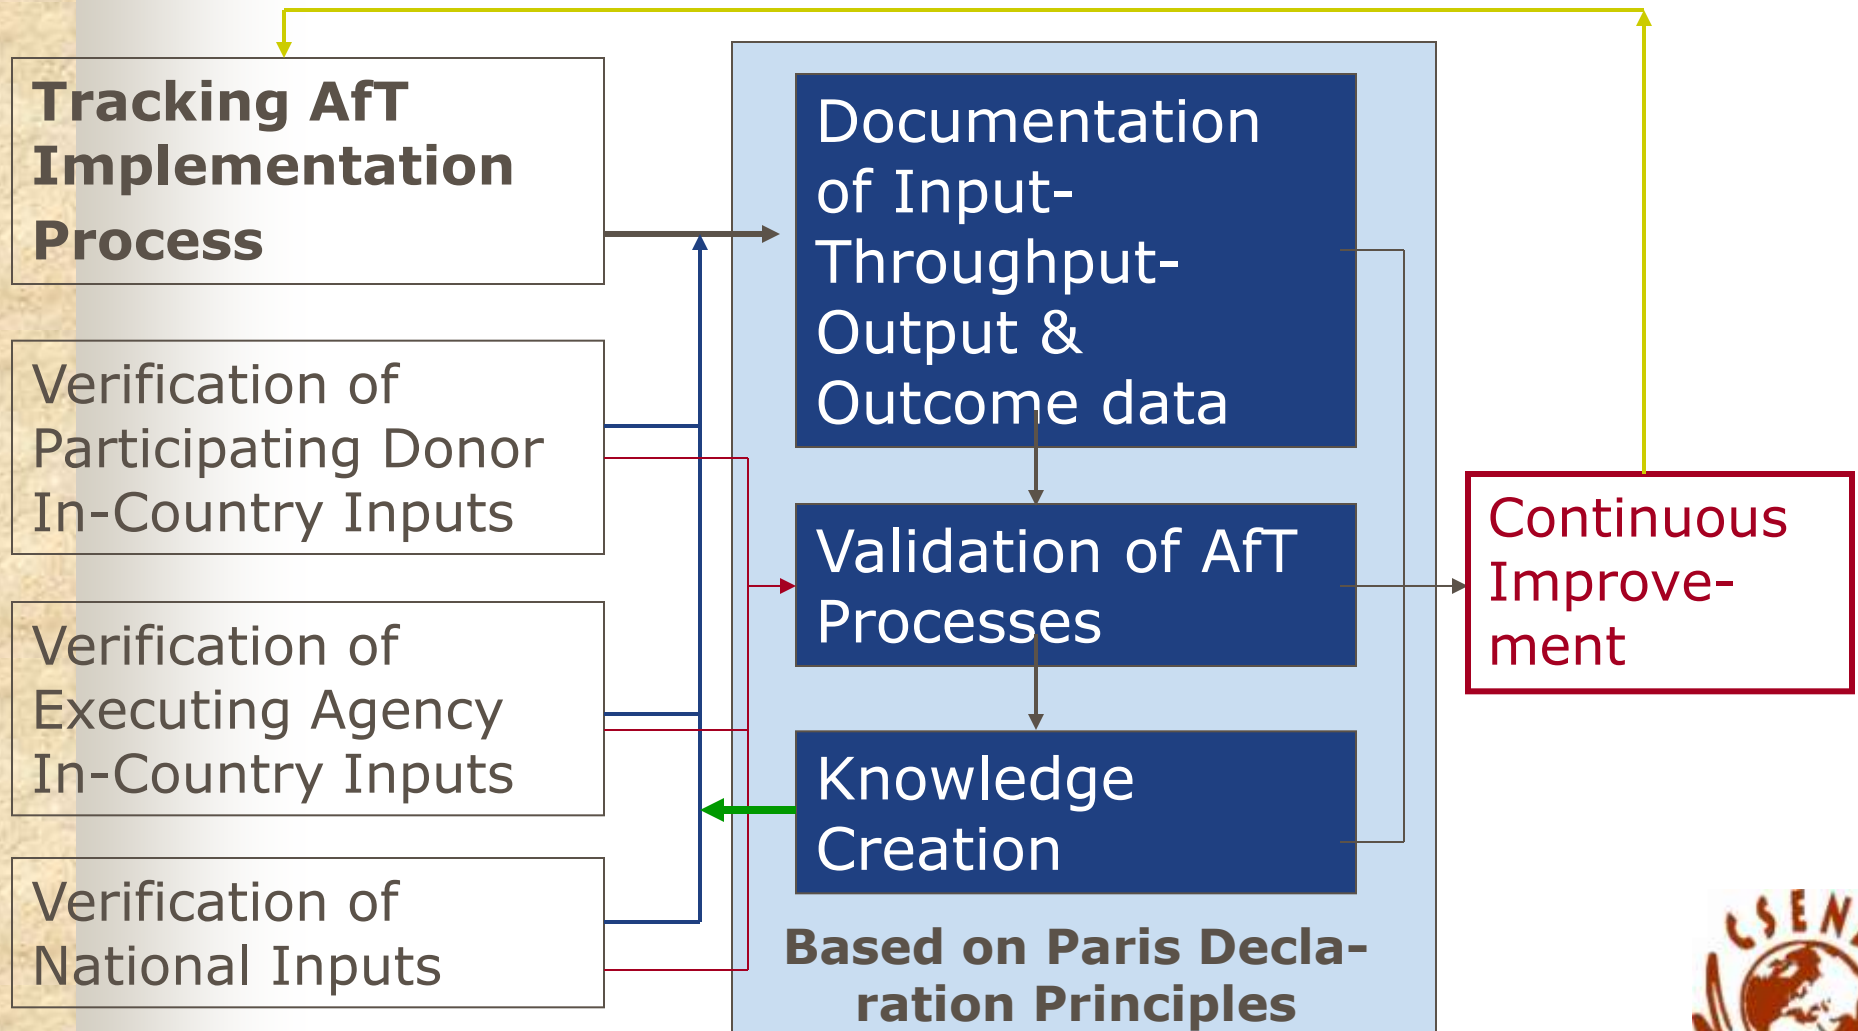 Tracking AfT
Implementation
Process
Verification of
Participating Donor
In-Country Inputs
Verification of
Executing Agency
In-Country Inputs
Verification of
National Inputs
Documentation
of Input-
Throughput-
Output &
Outcome data
Validation of AfT
Processes
Knowledge
Creation
Based on Paris Decla-
ration Principles
Continuous
Improve-
ment